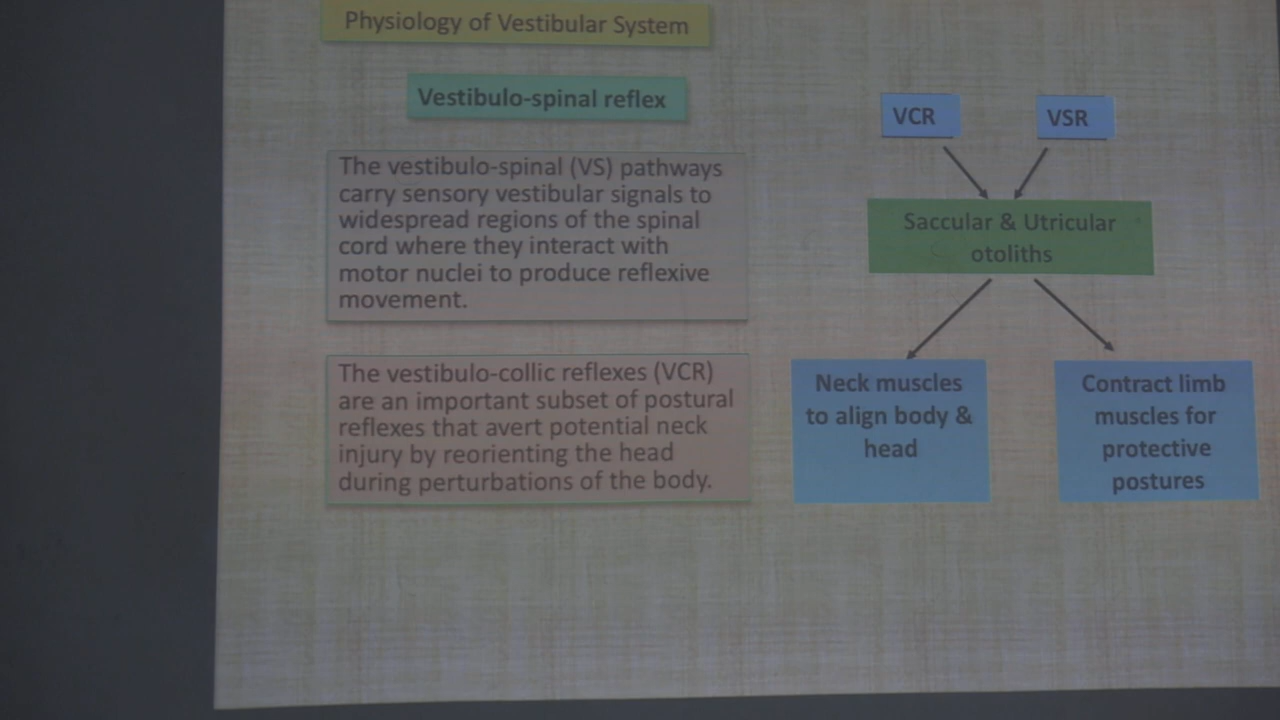 Physiology of Vestibular System
Vestibulo-spinal reflex
The vestibulo-spinal (VS) pathways
carry sensory vestibular signals to
widespread regions of the spinal
cord where they interact with
motor nuclei to produce reflexive
movement.
The vestibulo-collic reflexes (VCR)
are an important subset of postural
reflexes that avert potential neck
injury by reorienting the head
during perturbations of the body.
VCR
VSR
Saccular & Utricular
otoliths
Neck muscles
to align body &
head
Contract limb
muscles for
protective
postures